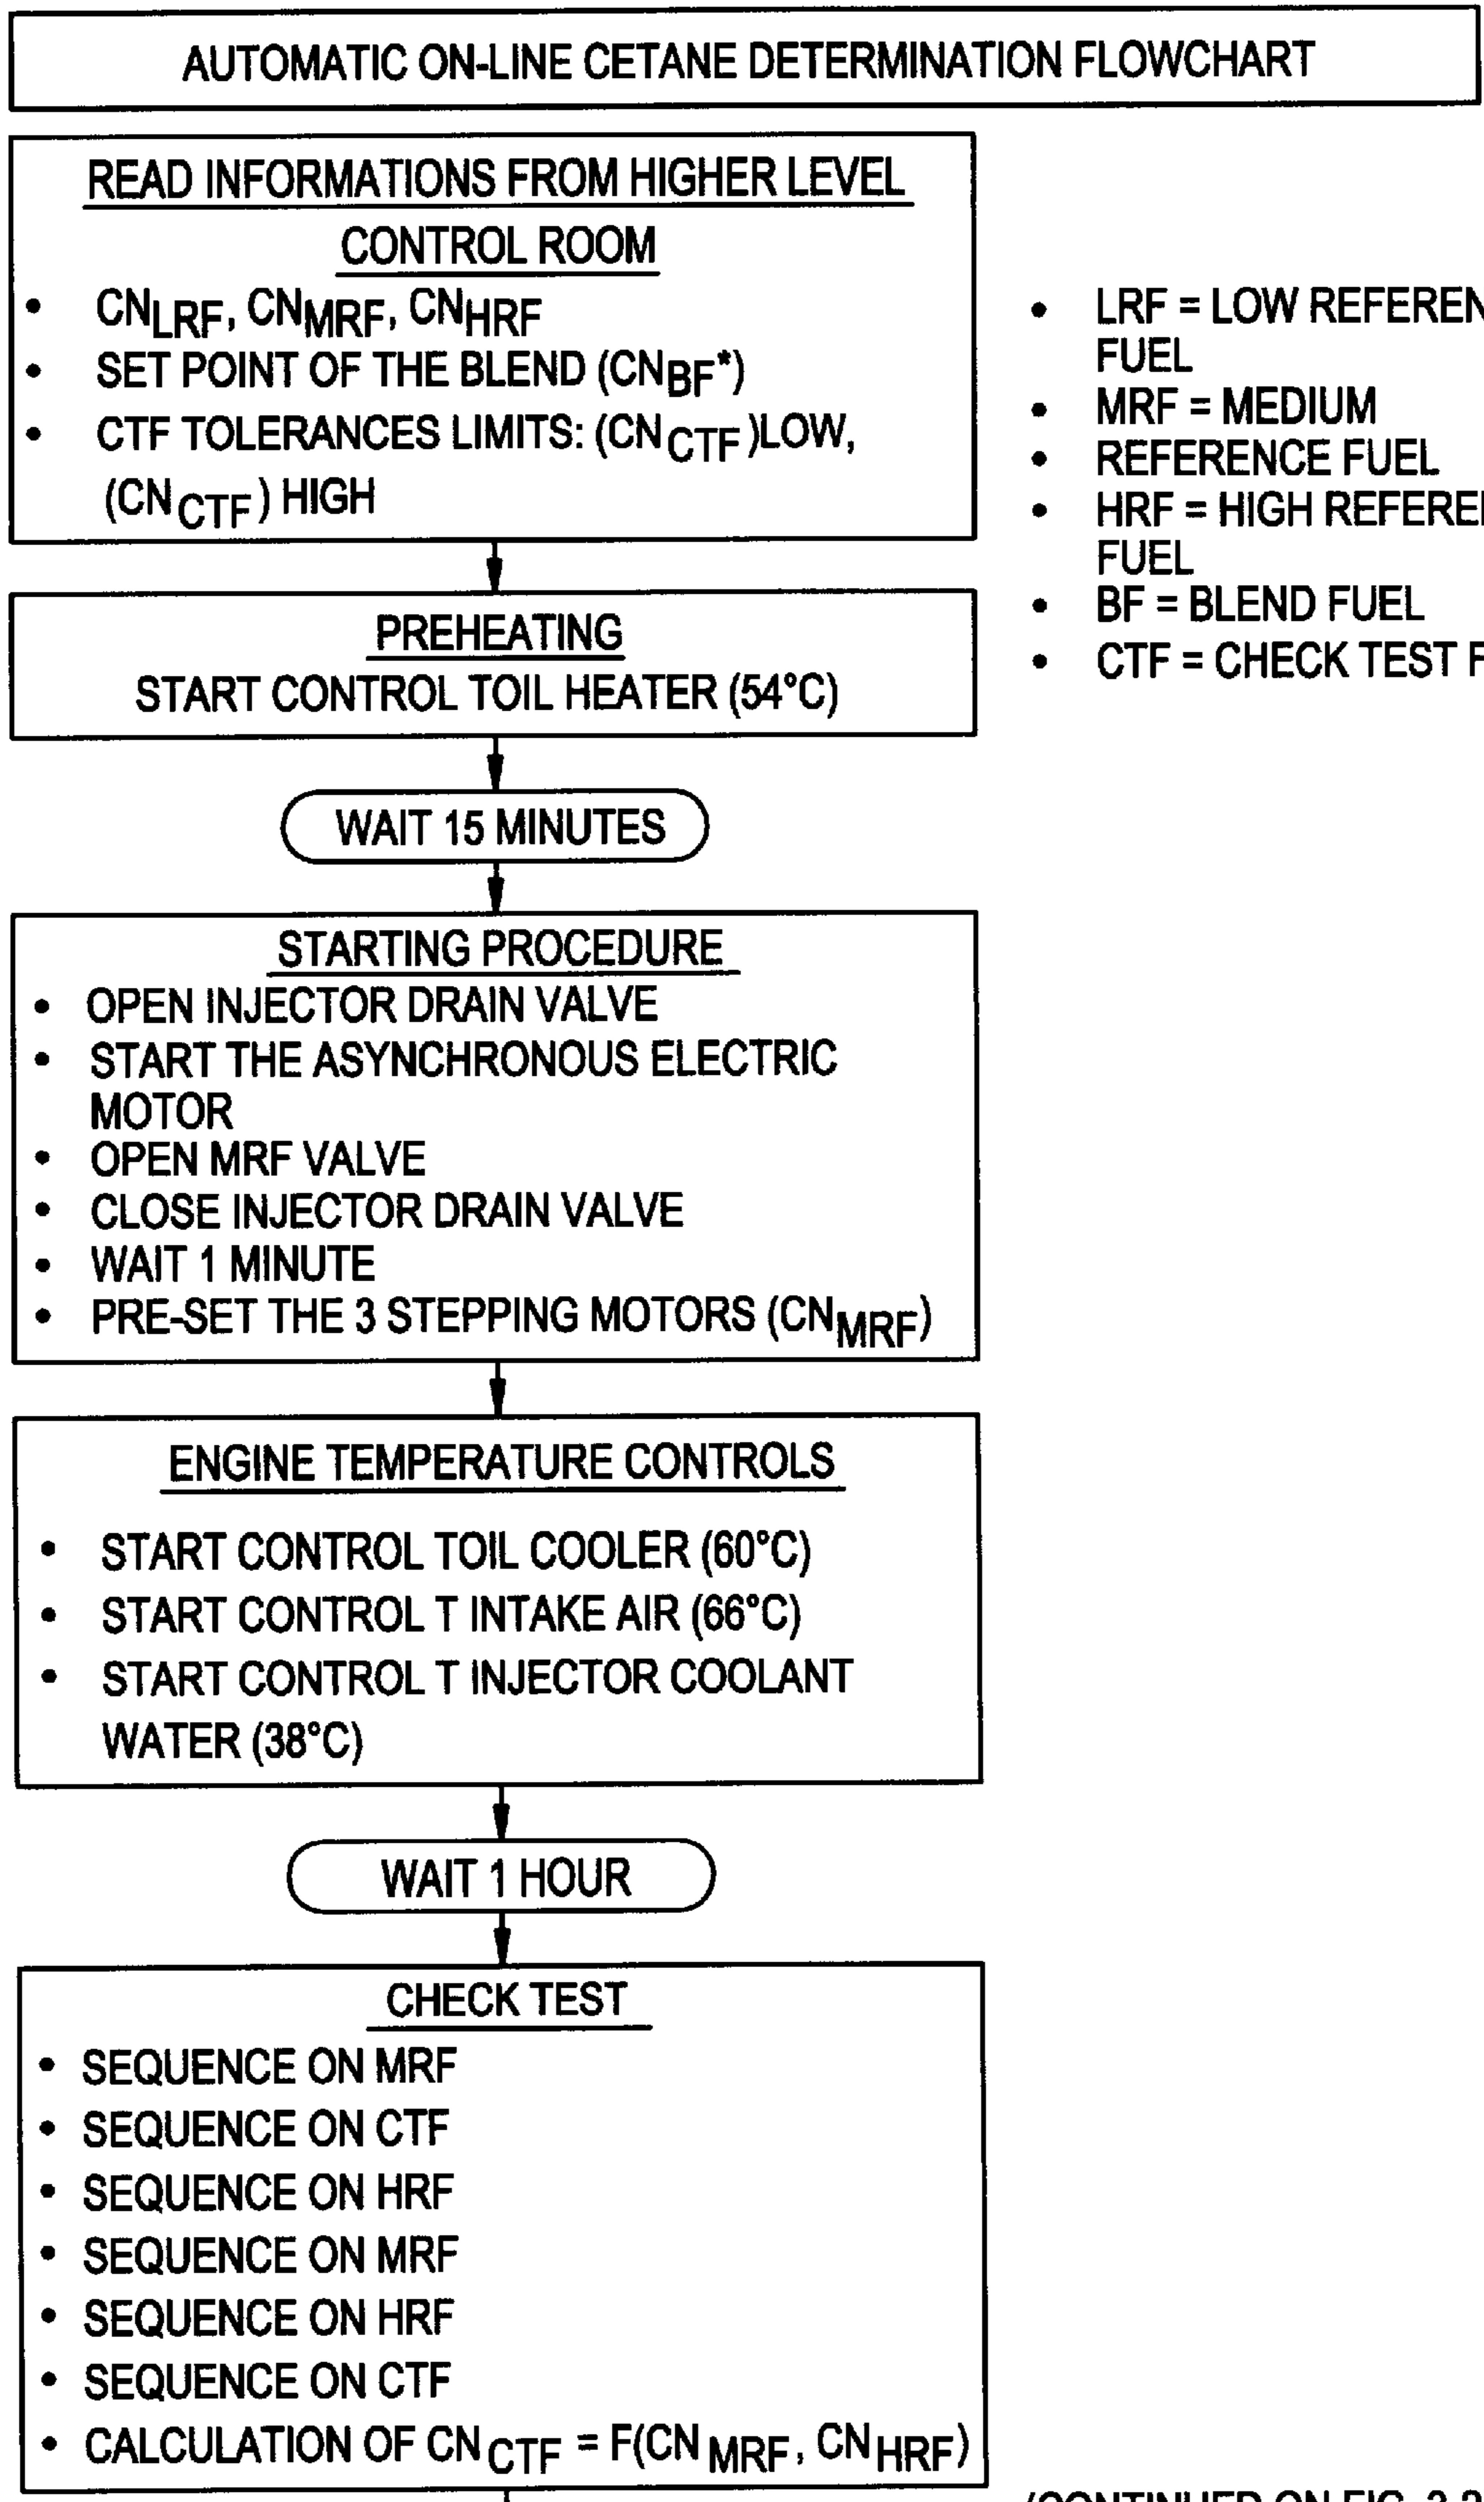 AUTOMATIC ON-LINE CETANE DETERMINATION FLOWCHART
READ INFORMATIONS FROM HIGHER LEVEL
CONTROL ROOM
• CNLRF, CNMRF, CNHRF
• SET POINT OF THE BLEND (CNBF*)
• CTF TOLERANCES LIMITS: (CNCTF)LOW,
(CNCTF) HIGH
• LRF = LOW REFEREN
FUEL
• MRF = MEDIUM
• REFERENCE FUEL
• HRF = HIGH REFERE
FUEL
• BF = BLEND FUEL
• CTF = CHECK TEST F
PREHEATING
START CONTROL TOIL HEATER (54°C)
WAIT 15 MINUTES
STARTING PROCEDURE
• OPEN INJECTOR DRAIN VALVE
• START THE ASYNCHRONOUS ELECTRIC
MOTOR
• OPEN MRF VALVE
• CLOSE INJECTOR DRAIN VALVE
• WAIT 1 MINUTE
• PRE-SET THE 3 STEPPING MOTORS (CNMRF)
ENGINE TEMPERATURE CONTROLS
• START CONTROL TOIL COOLER (60°C)
• START CONTROL T INTAKE AIR (66°C)
• START CONTROL T INJECTOR COOLANT
WATER (38°C)
WAIT 1 HOUR
CHECK TEST
• SEQUENCE ON MRF
• SEQUENCE ON CTF
• SEQUENCE ON HRF
• SEQUENCE ON MRF
• SEQUENCE ON HRF
• SEQUENCE ON CTF
• CALCULATION OF CNCTF = F(CNMRF, CNHRF)
(CONTINUED ON FIG. 3.2